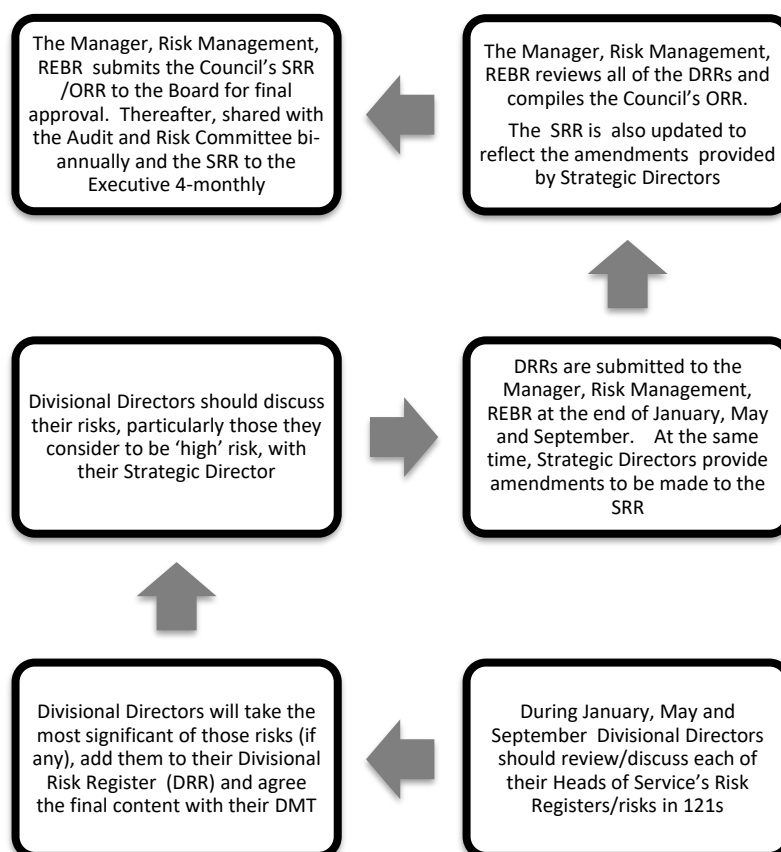 The Manager, Risk Management,
REBR submits the Council's SRR
/ORR to the Board for final
approval. Thereafter, shared with
the Audit and Risk Committee bi-
annually and the SRR to the
Executive 4-monthly
The Manager, Risk Management,
REBR reviews all of the DRRs and
compiles the Council's ORR.
The SRR is also updated to
reflect the amendments provided
by Strategic Directors
Divisional Directors should discuss
their risks, particularly those they
consider to be 'high' risk, with
their Strategic Director
DRRs are submitted to the
Manager, Risk Management,
REBR at the end of January, May
and September. At the same
time, Strategic Directors provide
amendments to be made to the
SRR
Divisional Directors will take the
most significant of those risks (if
any), add them to their Divisional
Risk Register (DRR) and agree
the final content with their DMT
During January, May and
September Divisional Directors
should review/discuss each of
their Heads of Service's Risk
Registers/risks in 121s